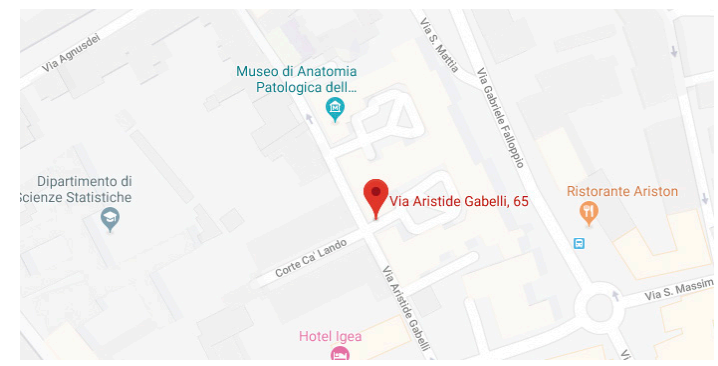 Via Agnusdei
Via S. Mattia
Museo di Anatomia
Patologica dell...
Via Gabriele Falloppio
Dipartimento di
Scienze Statistiche
Via Aristide Gabelli, 65
Ristorante Ariston
Corte Ca' Lando
Via Aristide Gabelli
Via S. Massim
Hotel Igea
Vi